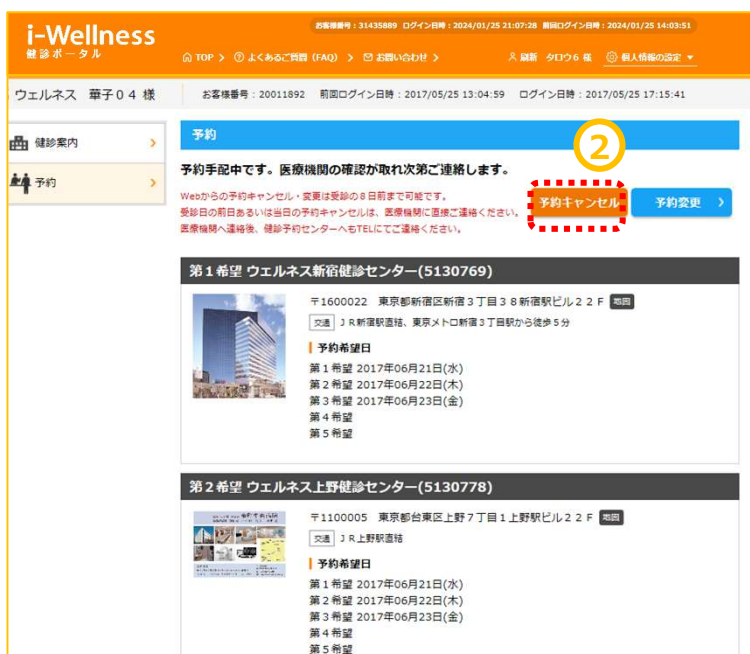 i-Wellness
健診ポータル
お客様番号：31435889 ログイン日時：2024/01/25 21:07:28 前回ログイン日時：2024/01/25 14:03:51
TOP > よくあるご質問 (FAQ) > お問い合わせ >
刷新 タロウ6 様 個人情報の設定 ▼
ウェルネス 華子04 様 お客様番号：20011892 前回ログイン日時：2017/05/25 13:04:59 ログイン日時：2017/05/25 17:15:41
健診案内 >
予約 >
予約
②
予約手配中です。医療機関の確認が取れ次第ご連絡します。
Webからの予約キャンセル・変更は受診の8日前まで可能です。
受診日の前日あるいは当日の予約キャンセルは、医療機関に直接ご連絡ください。
医療機関へ連絡後、健診予約センターへもTELにてご連絡ください。
予約キャンセル
予約変更 >
第1希望 ウエルネス新宿健診センター(5130769)
〒1600022 東京都新宿区新宿3丁目38新宿駅ビル22F 地図
交通 JR新宿駅直結、東京メトロ新宿3丁目駅から徒歩5分
予約希望日
第1希望 2017年06月21日(水)
第2希望 2017年06月22日(木)
第3希望 2017年06月23日(金)
第4希望
第5希望
第2希望 ウエルネス上野健診センター(5130778)
〒1100005 東京都台東区上野7丁目1上野駅ビル22F 地図
交通 JR上野駅直結
予約希望日
第1希望 2017年06月21日(水)
第2希望 2017年06月22日(木)
第3希望 2017年06月23日(金)
第4希望
第5希望